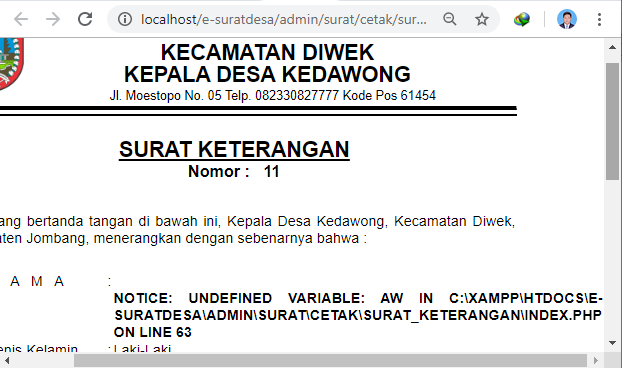 localhost/e-suratdesa/admin/surat/cetak/sur...
KECAMATAN DIWEK
KEPALA DESA KEDAWONG
Jl. Moestopo No. 05 Telp. 082330827777 Kode Pos 61454
SURAT KETERANGAN
Nomor : 11
ang bertanda tangan di bawah ini, Kepala Desa Kedawong, Kecamatan Diwek,
aten Jombang, menerangkan dengan sebenarnya bahwa :
A M A :
NOTICE: UNDEFINED VARIABLE: AW IN C:\XAMPP\HTDOCS\E-
SURATDESA\ADMIN\SURAT\CETAK\SURAT_KETERANGAN\INDEX.PHP
ON LINE 63
enis Kelamin : Laki-Laki